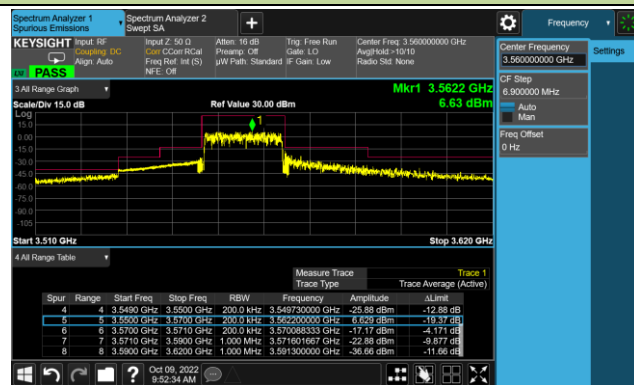 Spectrum Analyzer 1
Spurious Emissions
Spectrum Analyzer 2
Swept SA
Frequency
KEYSIGHT
Input: RF
Coupling: DC
Align: Auto
Input Z: 50 Ω
Corr CCorr RCal
Freq Ref: Int (S)
NFE: Off
Atten: 16 dB
Preamp: Off
µW Path: Standard
Trig: Free Run
Gate: LO
IF Gain: Low
Center Freq: 3.560000000 GHz
Avg|Hold:>10/10
Radio Std: None
LXI
PASS
Center Frequency
3.560000000 GHz
Settings
CF Step
6.900000 MHz
Auto
Man
Freq Offset
0 Hz
3 All Range Graph
Mkr1 3.5622 GHz
Scale/Div 15.0 dB
Ref Value 30.00 dBm
6.63 dBm
Log
15.0
0.00
-15.0
-30.0
-45.0
-60.0
-75.0
-90.0
-105
1
Start 3.510 GHz
Stop 3.620 GHz
4 All Range Table
Measure Trace Trace 1
Trace Type Trace Average (Active)
Spur Range Start Freq Stop Freq RBW Frequency Amplitude ΔLimit
4 4 3.5490 GHz 3.5500 GHz 200.0 kHz 3.549730000 GHz -25.88 dBm -12.88 dB
5 5 3.5500 GHz 3.5700 GHz 200.0 kHz 3.562200000 GHz 6.629 dBm -19.37 dB
6 6 3.5700 GHz 3.5710 GHz 200.0 kHz 3.570088333 GHz -17.17 dBm -4.171 dB
7 7 3.5710 GHz 3.5900 GHz 1.000 MHz 3.571601667 GHz -22.88 dBm -9.877 dB
8 8 3.5900 GHz 3.6200 GHz 1.000 MHz 3.591300000 GHz -36.66 dBm -11.66 dB
Oct 09, 2022
9:52:34 AM